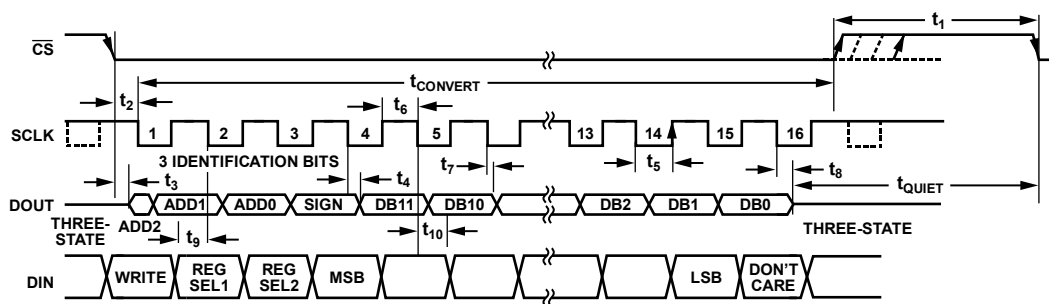 t1
CS
tCONVERT
t2
t6
SCLK
1 2 3 4 5 13 14 15 16
3 IDENTIFICATION BITS
t7
t5
t3
t4
t8
tQUIET
DOUT
ADD1 ADD0 SIGN DB11 DB10 DB2 DB1 DB0
THREE-
STATE
ADD2
THREE-STATE
t9
t10
DIN
WRITE
REG
SEL1
REG
SEL2
MSB
LSB
DON'T
CARE